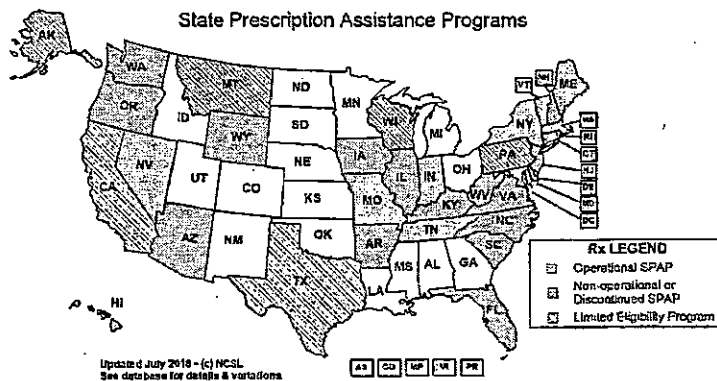 State Prescription Assistance Programs
AK
WA
MT
ND
MN
VT
NH
ME
OR
ID
SD
WI
MI
NY
MA
RI
WY
CT
NV
NE
IA
PA
NJ
CA
UT
CO
IL
IN
OH
DE
KS
MO
WV
VA
MD
KY
DC
AZ
NM
OK
AR
TN
NC
SC
TX
MS
AL
GA
LA
FL
HI
Rx LEGEND
Operational SPAP
Non-operational or
Discontinued SPAP
Limited Eligibility Program
Updated July 2018 - (c) NCSL
See database for details & variations
AS GU MP VI PR